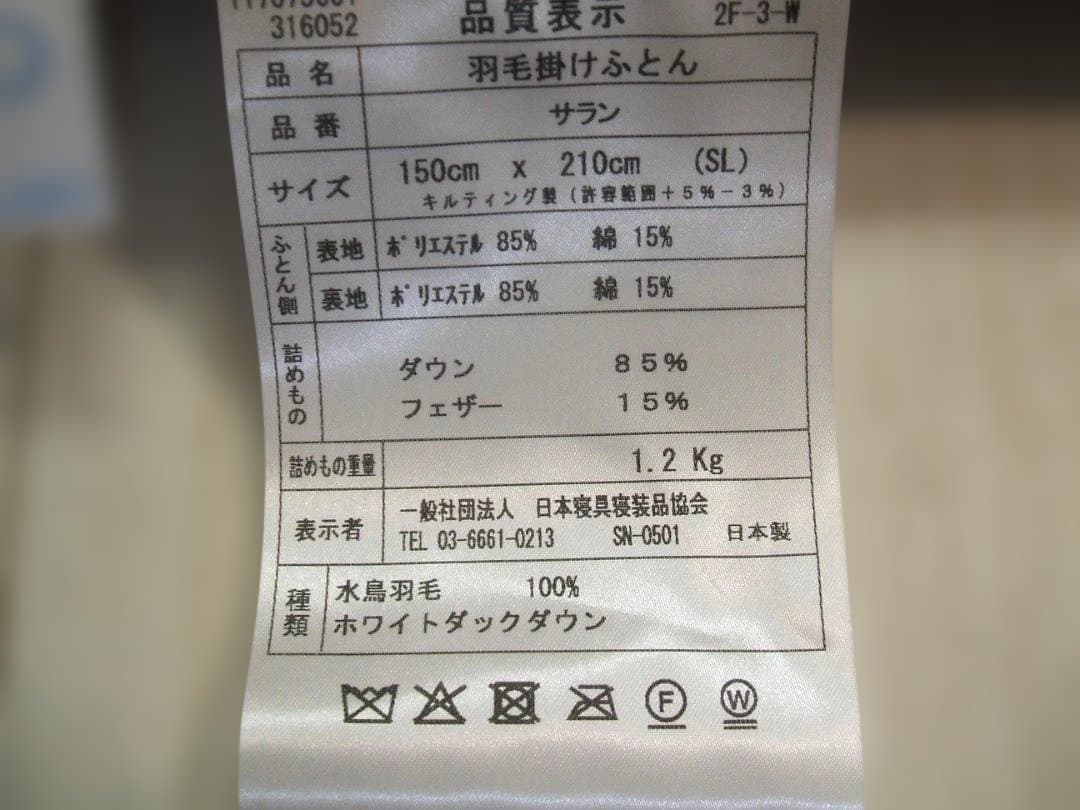 316052
品質表示
2F-3-W
品名 羽毛掛けふとん
品番 サラン
サイズ 150cm x 210cm (SL)
キルティング製(許容範囲+5%-3%)
ふとん側 表地 ポリエステル 85% 綿 15%
裏地 ポリエステル 85% 綿 15%
詰めもの
ダウン 85%
フェザー 15%
詰めもの重量 1.2 Kg
表示者 一般社団法人 日本寝具寝装品協会
TEL 03-6661-0213 SN-0501 日本製
種類 水鳥羽毛 100%
ホワイトダックダウン
F W